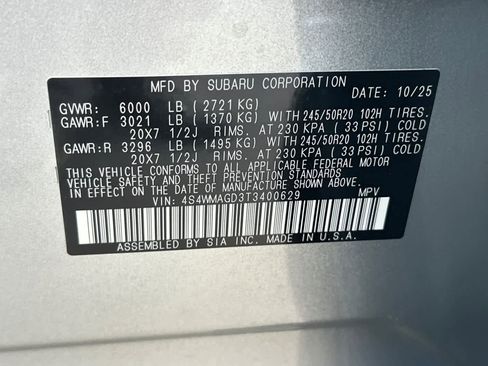 MFD BY SUBARU CORPORATION
DATE: 10/25
GVWR: 6000 LB (2721 KG)
GAWR:F 3021 LB (1370 KG) WITH 245/50R20 102H TIRES.
20X7 1/2J RIMS. AT 230 KPA (33 PSI) COLD
GAWR:R 3296 LB (1495 KG) WITH 245/50R20 102H TIRES.
20X7 1/2J RIMS. AT 230 KPA (33 PSI) COLD
THIS VEHICLE CONFORMS TO ALL APPLICABLE FEDERAL MOTOR
VEHICLE SAFETY AND THEFT PREVENTION STANDARDS
IN EFFECT ON THE DATE OF MANUFACTURE SHOWN ABOVE.
VIN: 4S4WMAGD3T3400629 MPV
ASSEMBLED BY SIA INC. MADE IN U.S.A.